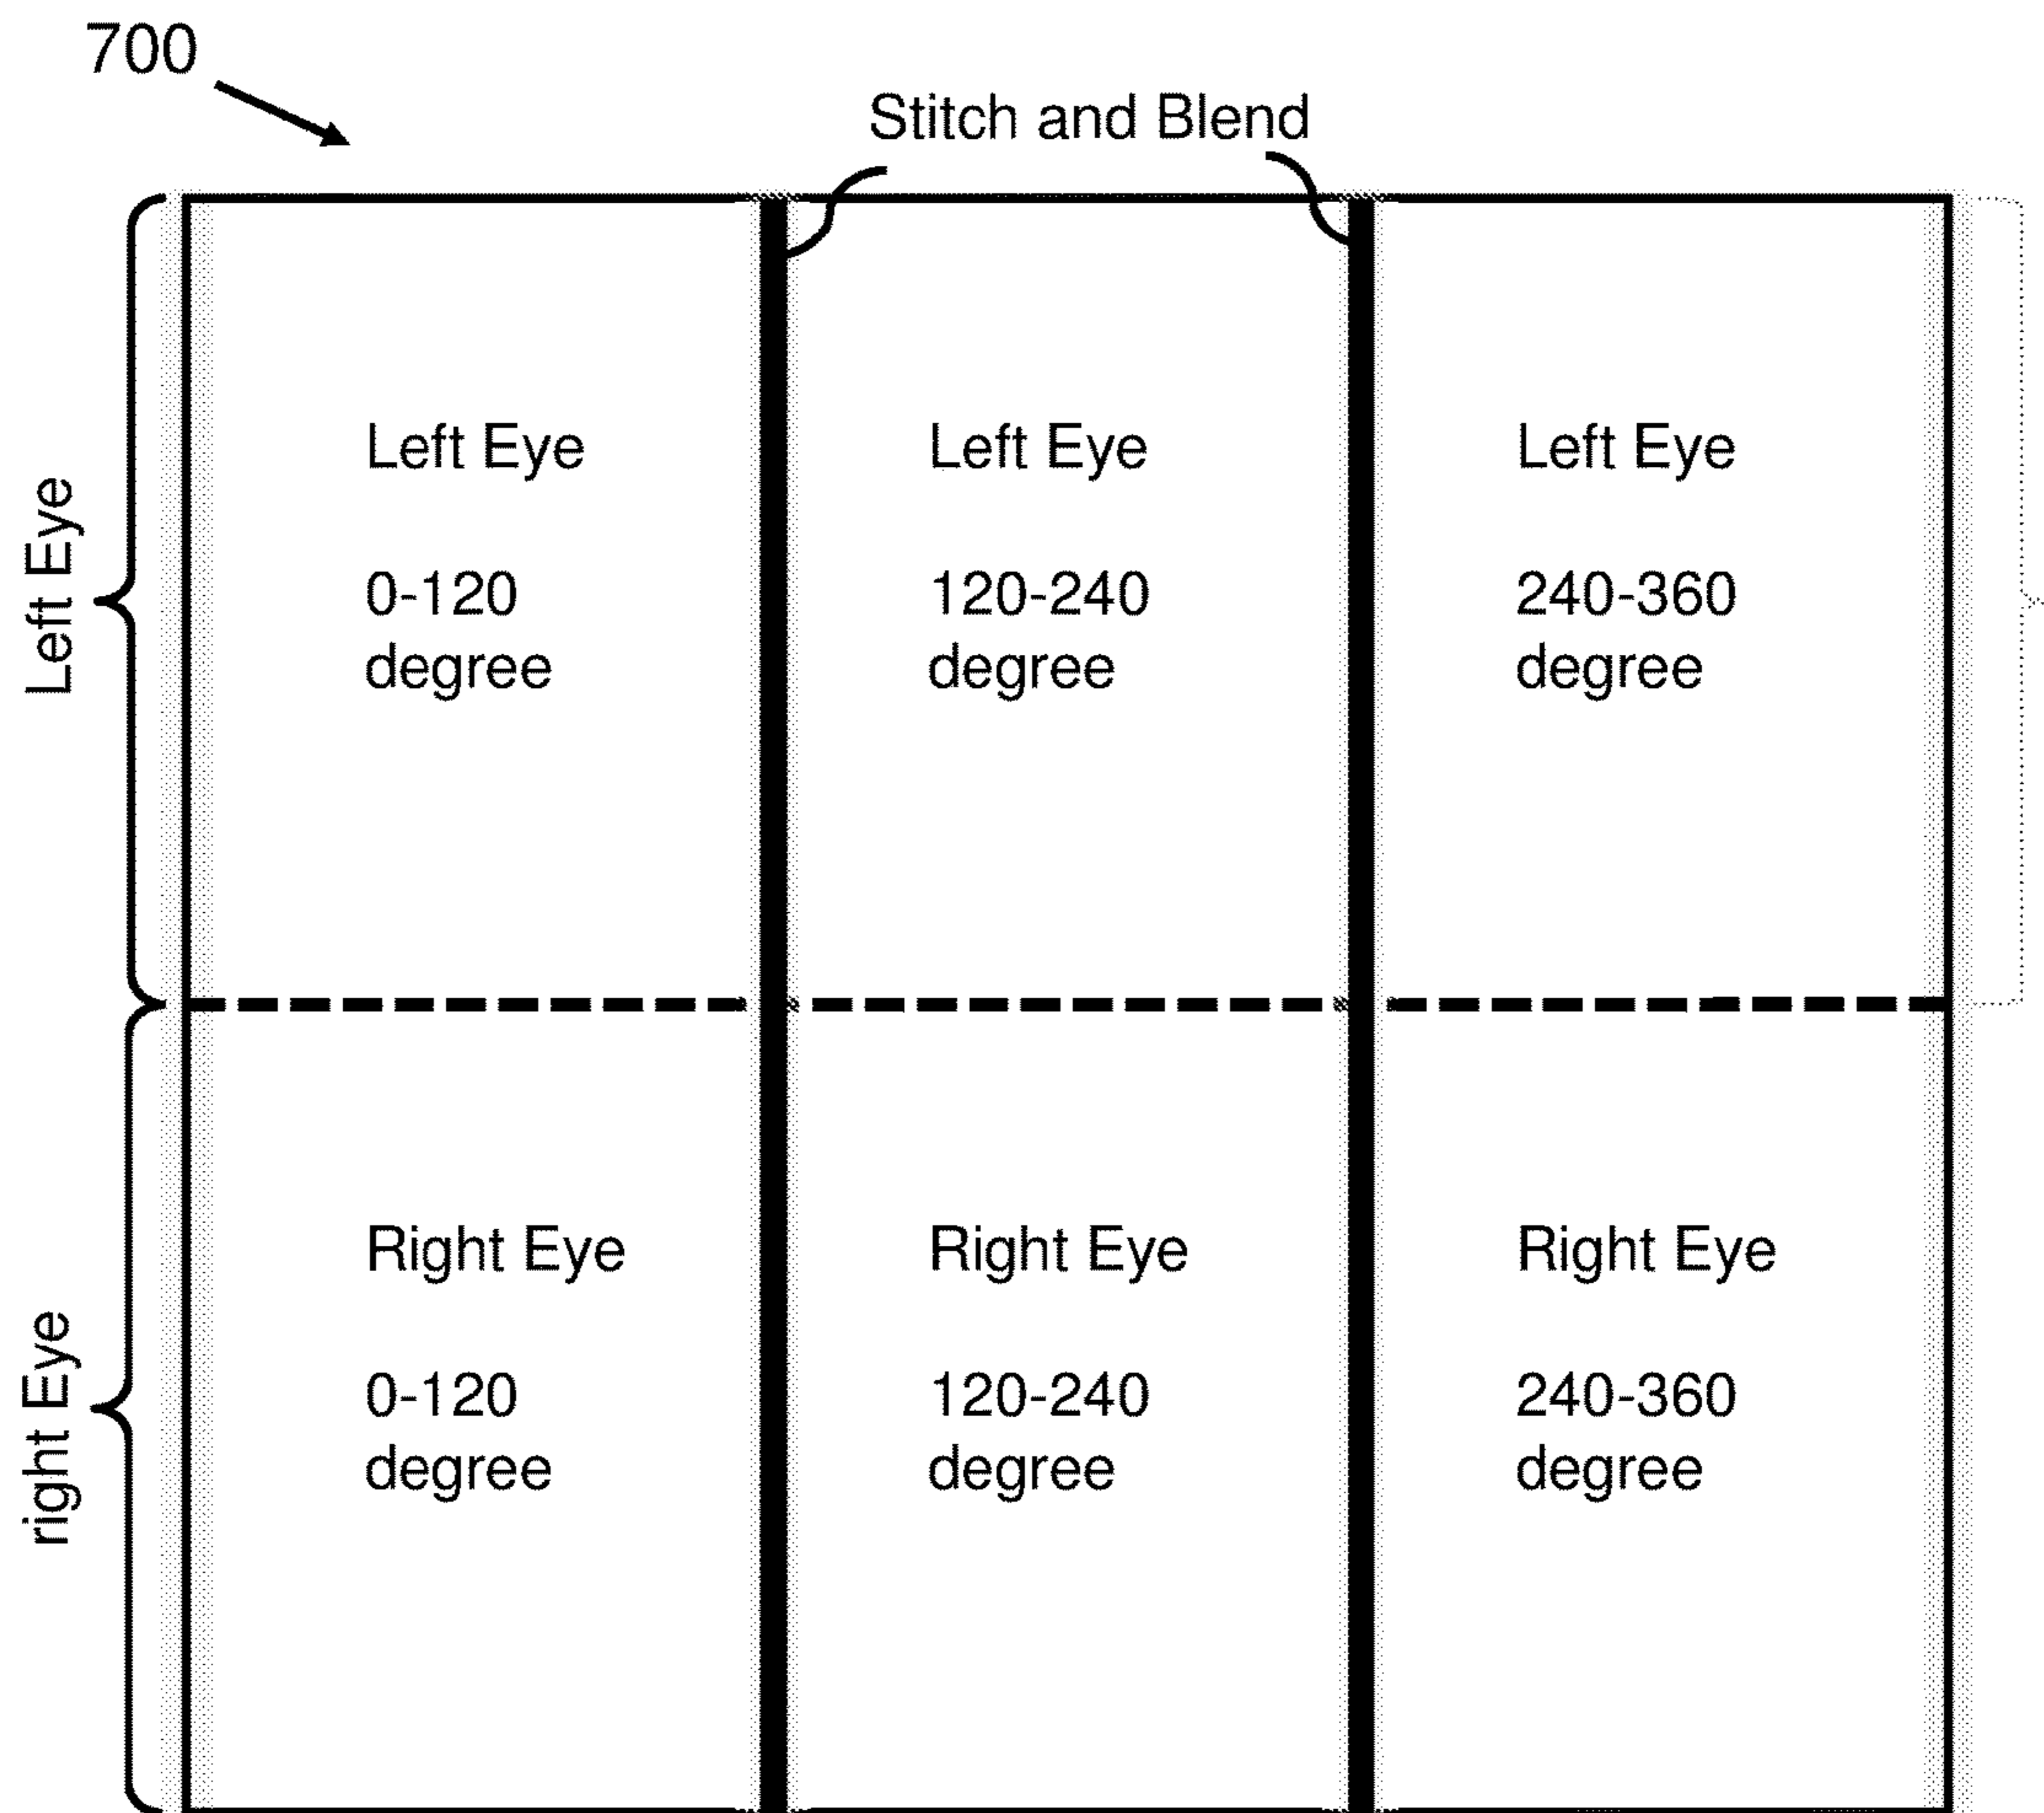 700
Stitch and Blend
Left Eye
Left Eye
0-120
degree
Left Eye
120-240
degree
Left Eye
240-360
degree
right Eye
Right Eye
0-120
degree
Right Eye
120-240
degree
Right Eye
240-360
degree